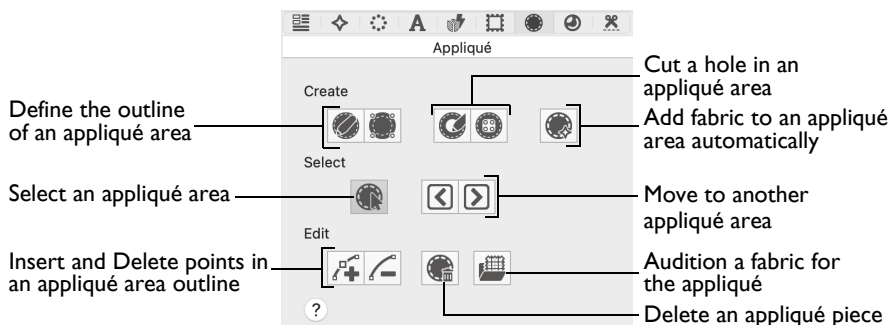 A
Appliqué
Create
Select
Edit
?
Define the outline
of an appliqué area
Select an appliqué area
Insert and Delete points in
an appliqué area outline
Cut a hole in an
appliqué area
Add fabric to an appliqué
area automatically
Move to another
appliqué area
Audition a fabric for
the appliqué
Delete an appliqué piece